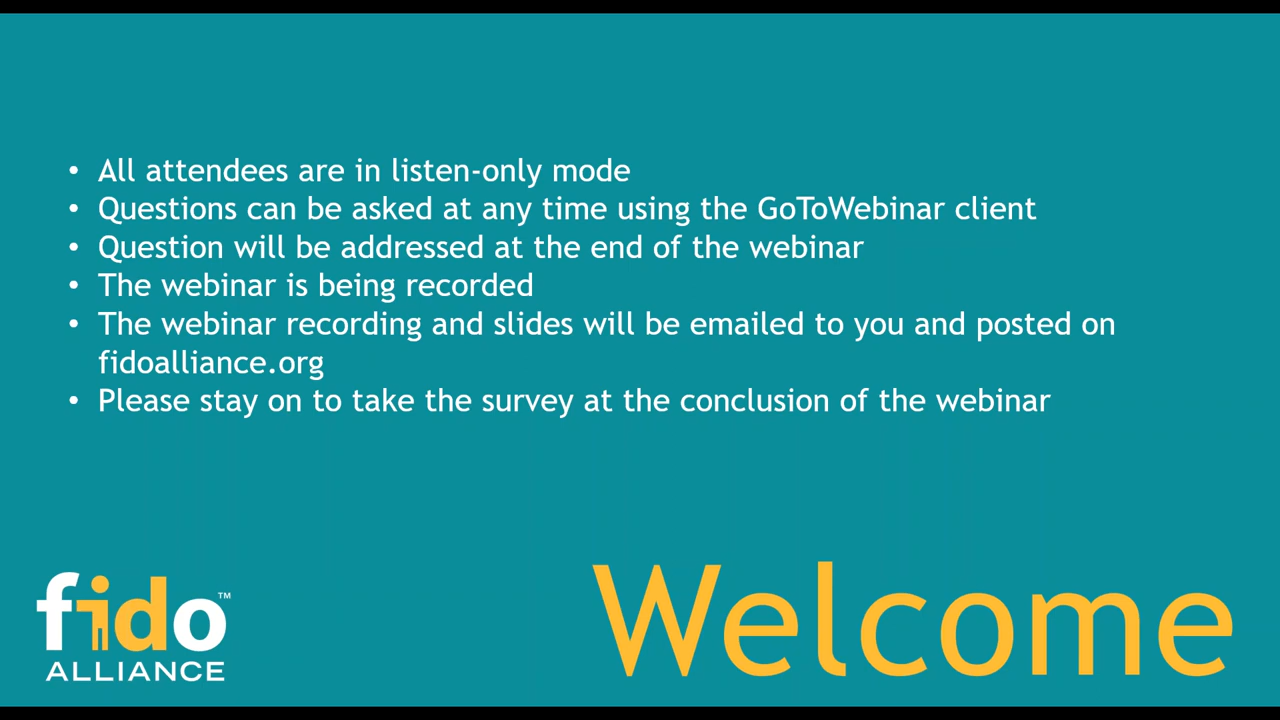 • All attendees are in listen-only mode
• Questions can be asked at any time using the GoToWebinar client
• Question will be addressed at the end of the webinar
• The webinar is being recorded
• The webinar recording and slides will be emailed to you and posted on
fidoalliance.org
• Please stay on to take the survey at the conclusion of the webinar
fido™
ALLIANCE
Welcome